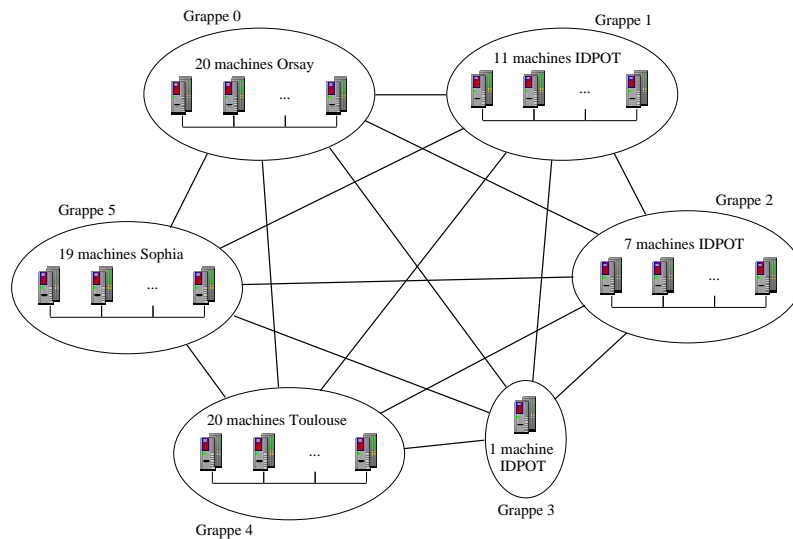 Grappe 0
20 machines Orsay
...
Grappe 1
11 machines IDPOT
...
Grappe 2
7 machines IDPOT
...
Grappe 5
19 machines Sophia
...
20 machines Toulouse
...
Grappe 4
1 machine
IDPOT
Grappe 3